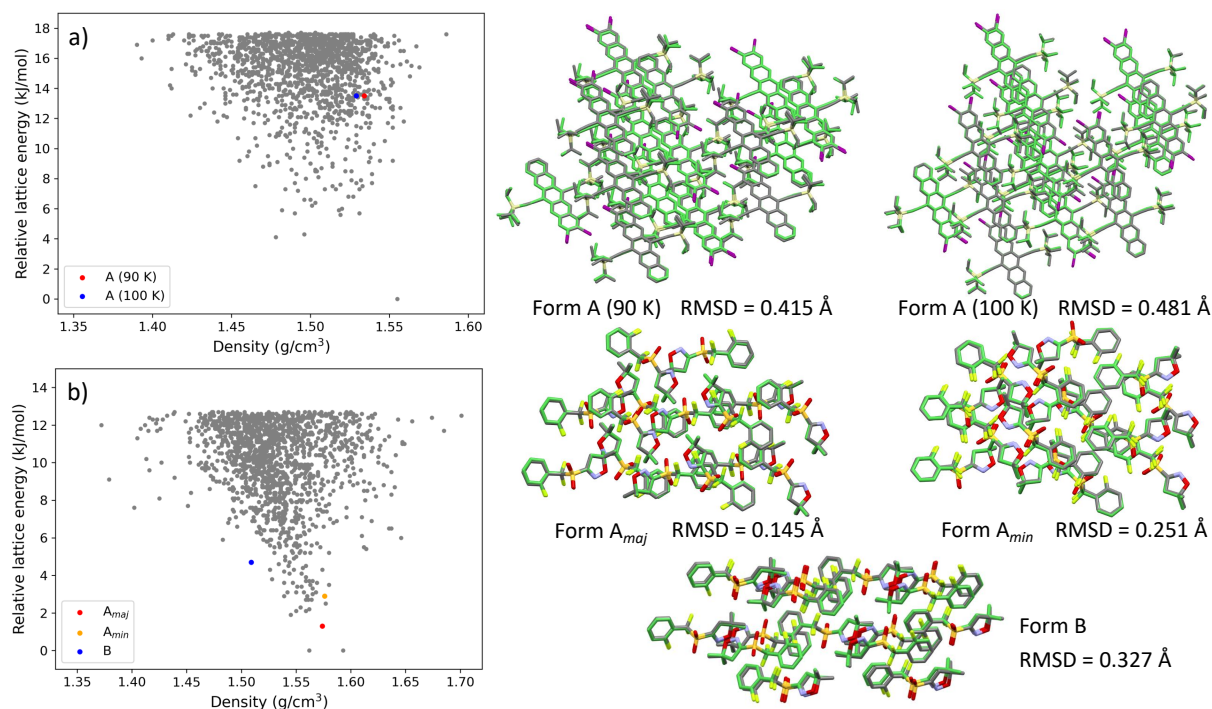 a)
Relative lattice energy (kJ/mol)
18
16
14
12
10
8
6
4
2
0
A (90 K)
A (100 K)
1.35 1.40 1.45 1.50 1.55 1.60
Density (g/cm³)
Form A (90 K) RMSD = 0.415 Å
Form A (100 K) RMSD = 0.481 Å
b)
Relative lattice energy (kJ/mol)
14
12
10
8
6
4
2
0
Amaj
Amin
B
1.35 1.40 1.45 1.50 1.55 1.60 1.65 1.70
Density (g/cm³)
Form Amaj RMSD = 0.145 Å
Form Amin RMSD = 0.251 Å
Form B
RMSD = 0.327 Å